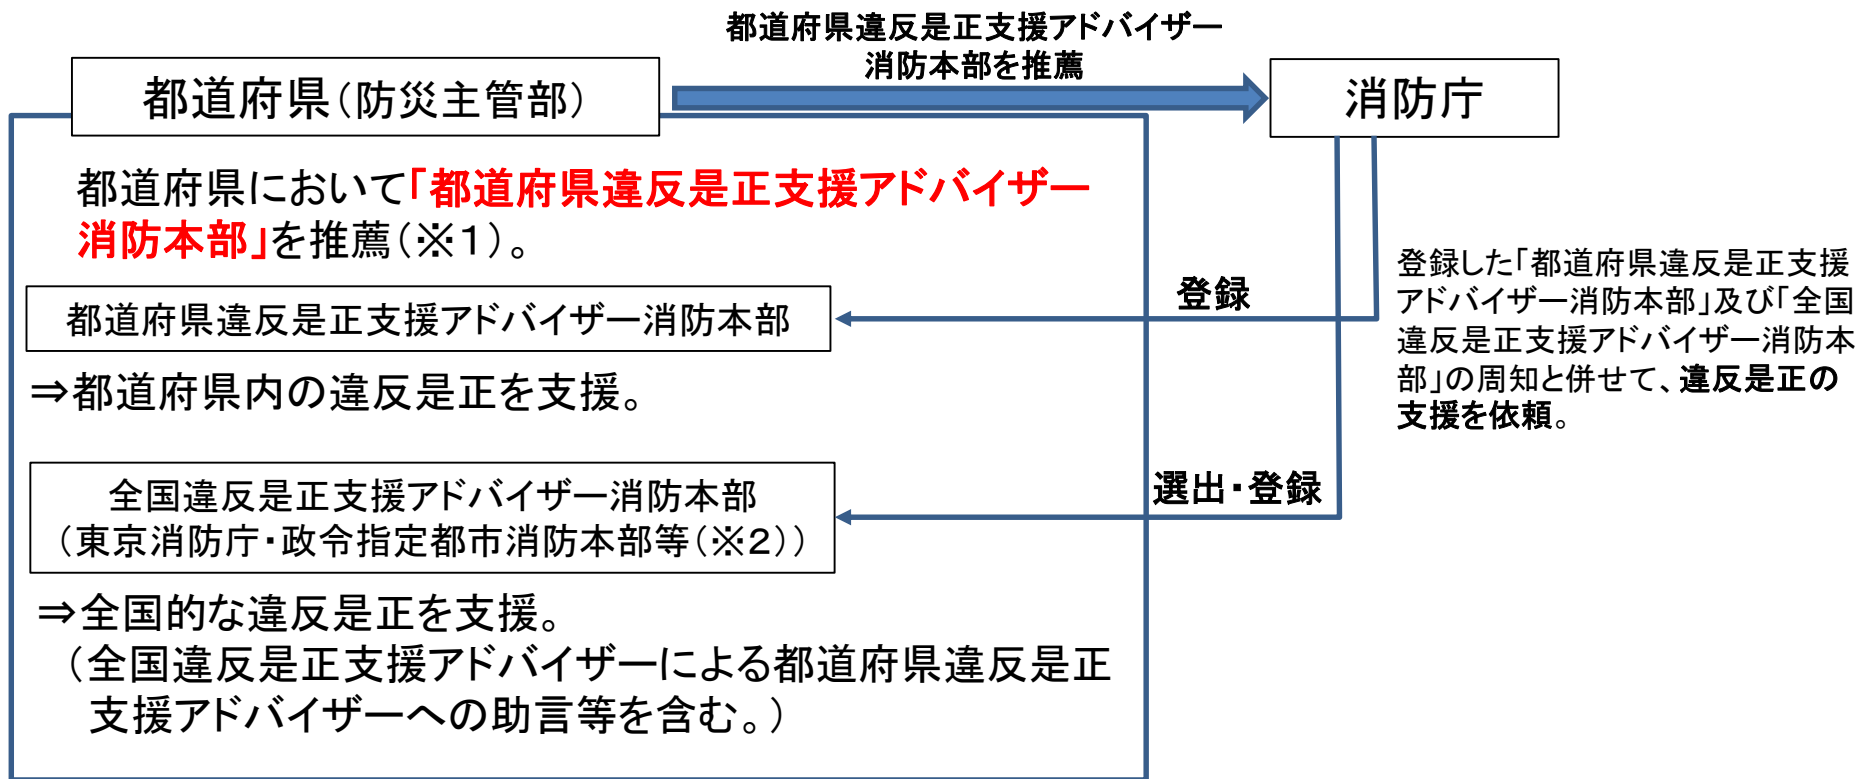 都道府県違反是正支援アドバイザー
消防本部を推薦
都道府県（防災主管部）
消防庁
都道府県において「都道府県違反是正支援アドバイザー
消防本部」を推薦（※１）。
登録
登録した「都道府県違反是正支援
アドバイザー消防本部」及び「全国
違反是正支援アドバイザー消防本
部」の周知と併せて、違反是正の
支援を依頼。
都道府県違反是正支援アドバイザー消防本部
⇒都道府県内の違反是正を支援。
選出・登録
全国違反是正支援アドバイザー消防本部
（東京消防庁・政令指定都市消防本部等（※２））
⇒全国的な違反是正を支援。
（全国違反是正支援アドバイザーによる都道府県違反是正
支援アドバイザーへの助言等を含む。）